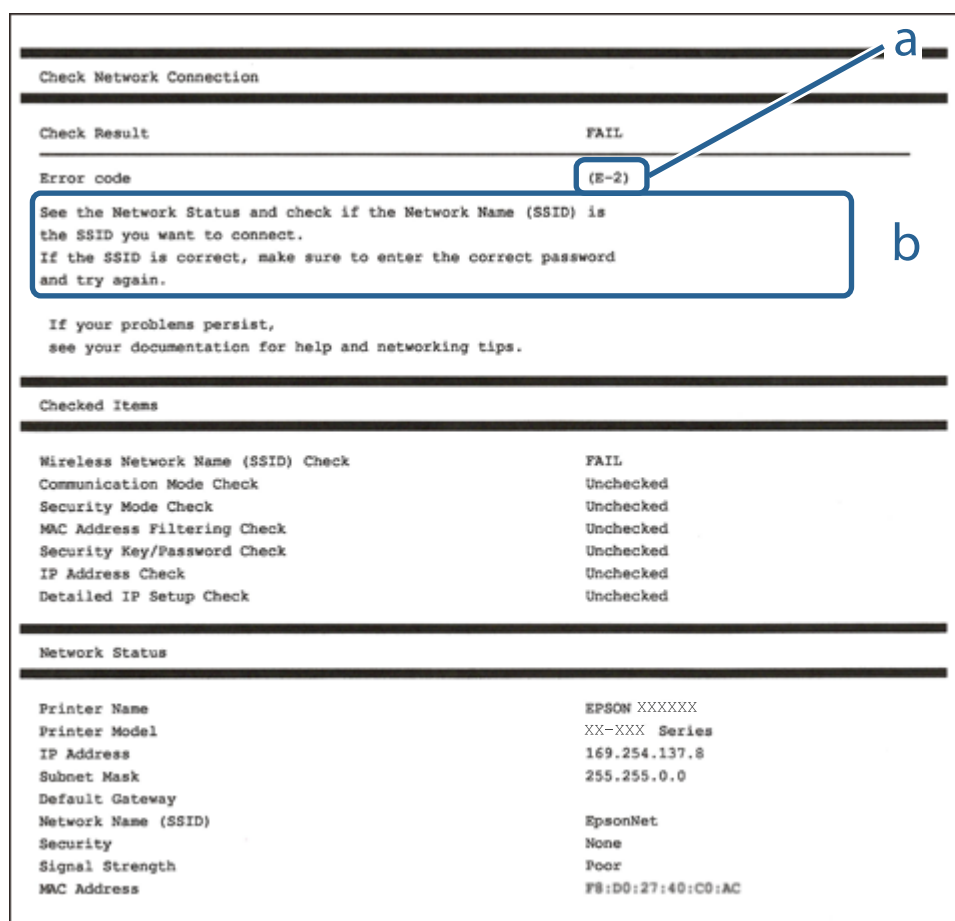 a
Check Network Connection
Check Result FAIL
Error code (E-2)
See the Network Status and check if the Network Name (SSID) is
the SSID you want to connect.
If the SSID is correct, make sure to enter the correct password
and try again.
b
If your problems persist,
see your documentation for help and networking tips.
Checked Items
Wireless Network Name (SSID) Check FAIL
Communication Mode Check Unchecked
Security Mode Check Unchecked
MAC Address Filtering Check Unchecked
Security Key/Password Check Unchecked
IP Address Check Unchecked
Detailed IP Setup Check Unchecked
Network Status
Printer Name EPSON XXXXXX
Printer Model XX-XXX Series
IP Address 169.254.137.8
Subnet Mask 255.255.0.0
Default Gateway
Network Name (SSID) EpsonNet
Security None
Signal Strength Poor
MAC Address F8:D0:27:40:C0:AC